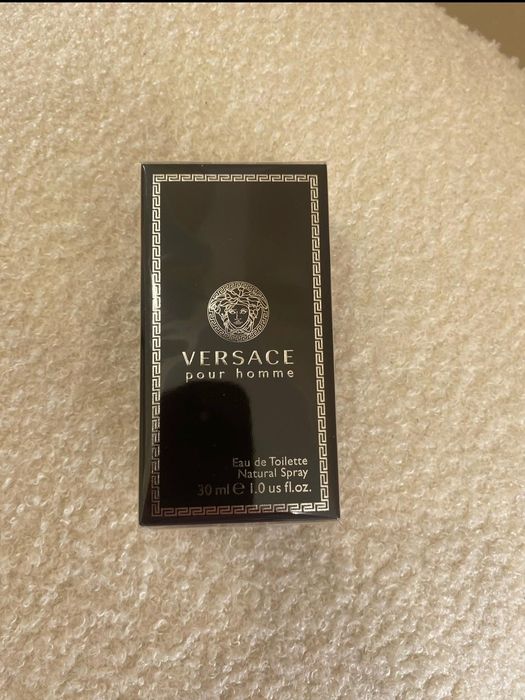 VERSACE
pour homme
Eau de Toilette
Natural Spray
30 ml ℮ 1.0 us fl.oz.